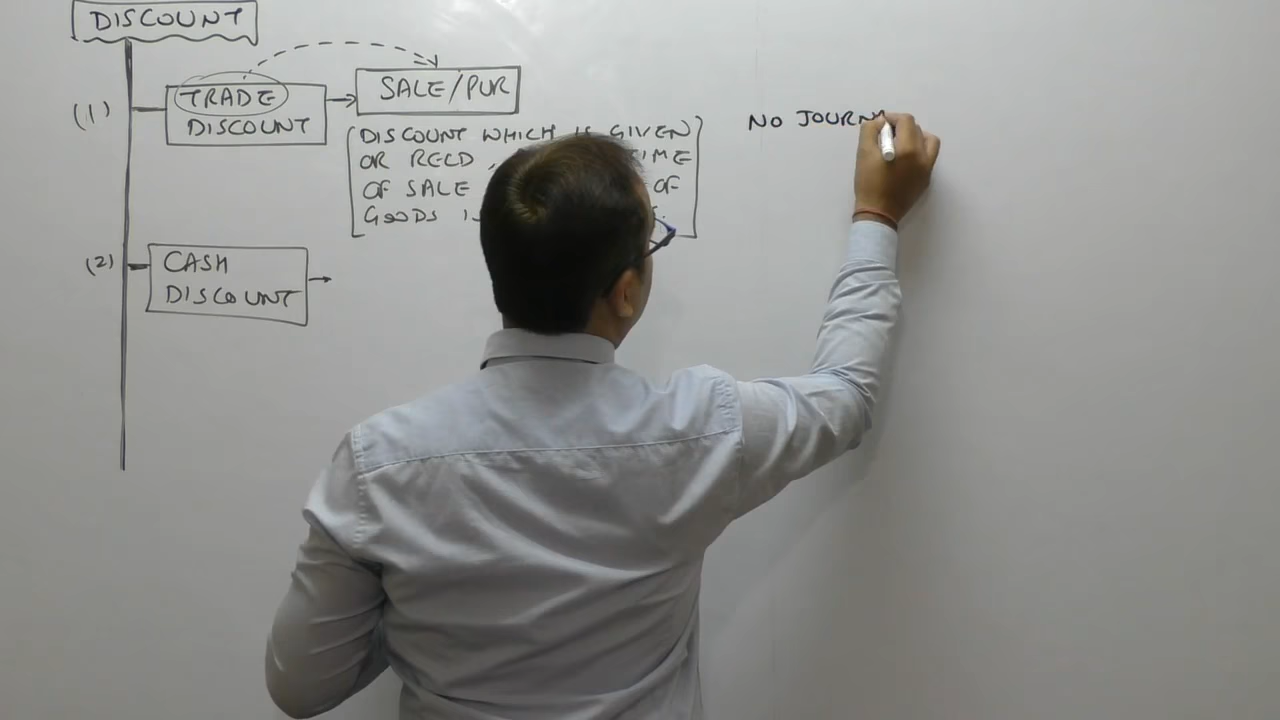 DISCOUNT
(1)
TRADE
DISCOUNT
SALE/PUR
DISCOUNT WHICH IS GIVEN
OR RECD
OF SALE OF
GOODS
NO JOURN
(2)
CASH
DISCOUNT